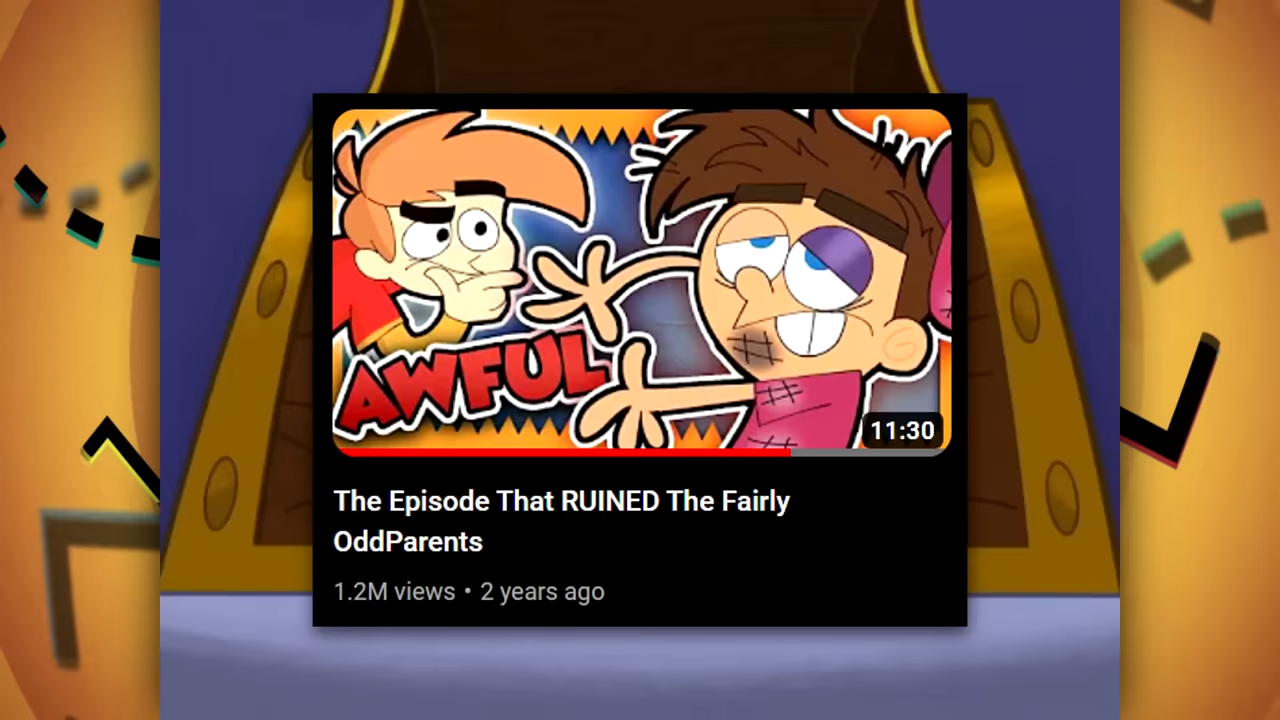 AWFUL
11:30
The Episode That RUINED The Fairly
OddParents
1.2M views • 2 years ago